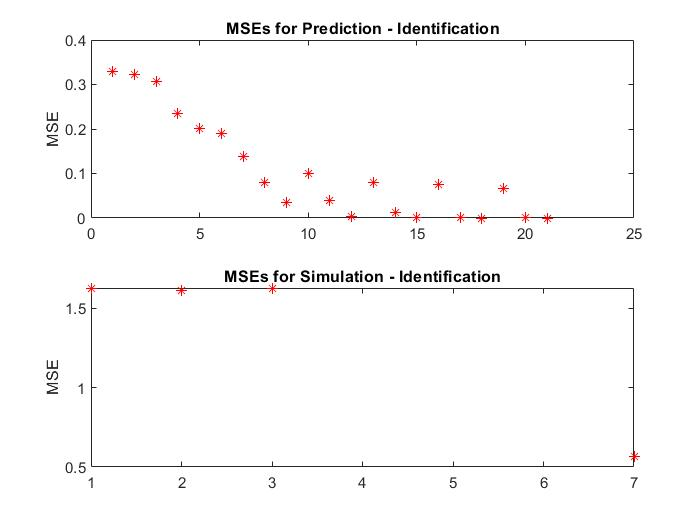 MSEs for Prediction - Identification
0.4
0.3
0.2
0.1
0
MSE
0 5 10 15 20 25
MSEs for Simulation - Identification
1.5
1
0.5
MSE
1 2 3 4 5 6 7